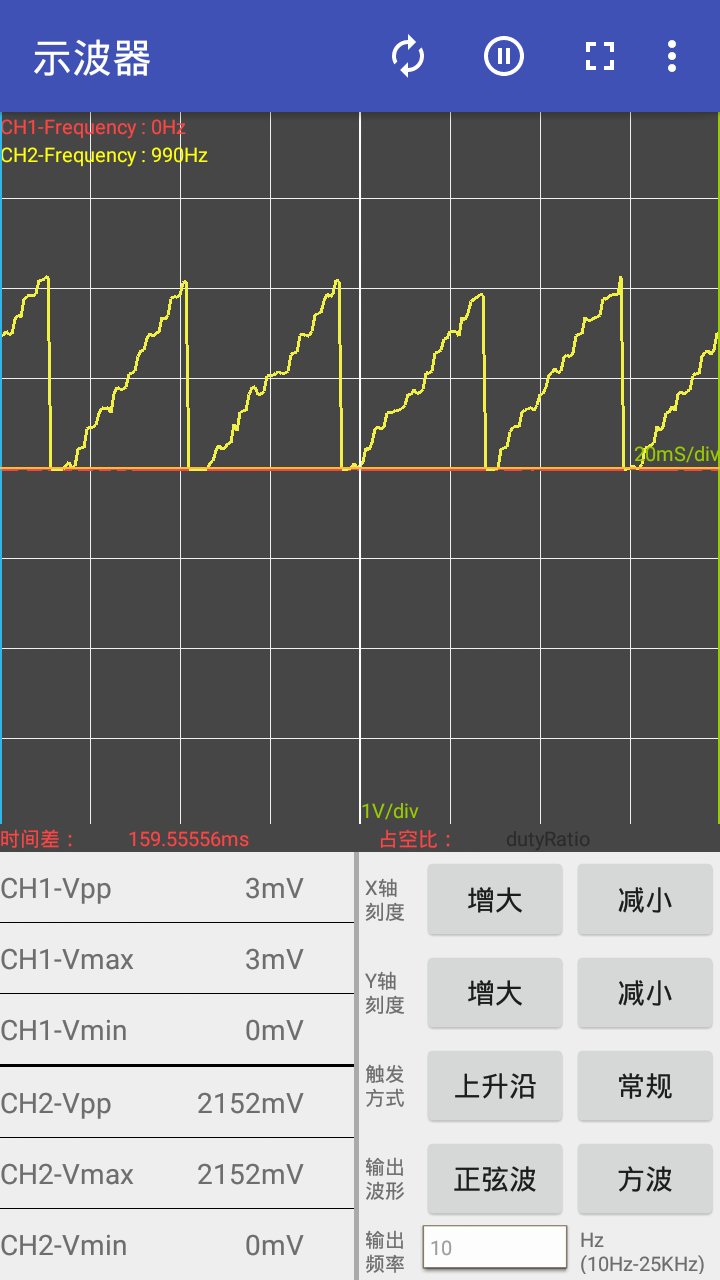 示波器
CH1-Frequency : 0Hz
CH2-Frequency : 990Hz
20mS/div
1V/div
时间差： 159.55556ms 占空比： dutyRatio
CH1-Vpp 3mV
CH1-Vmax 3mV
CH1-Vmin 0mV
CH2-Vpp 2152mV
CH2-Vmax 2152mV
CH2-Vmin 0mV
X轴
刻度
增大 减小
Y轴
刻度
增大 减小
触发
方式
上升沿 常规
输出
波形
正弦波 方波
输出
频率
10
Hz
(10Hz-25KHz)